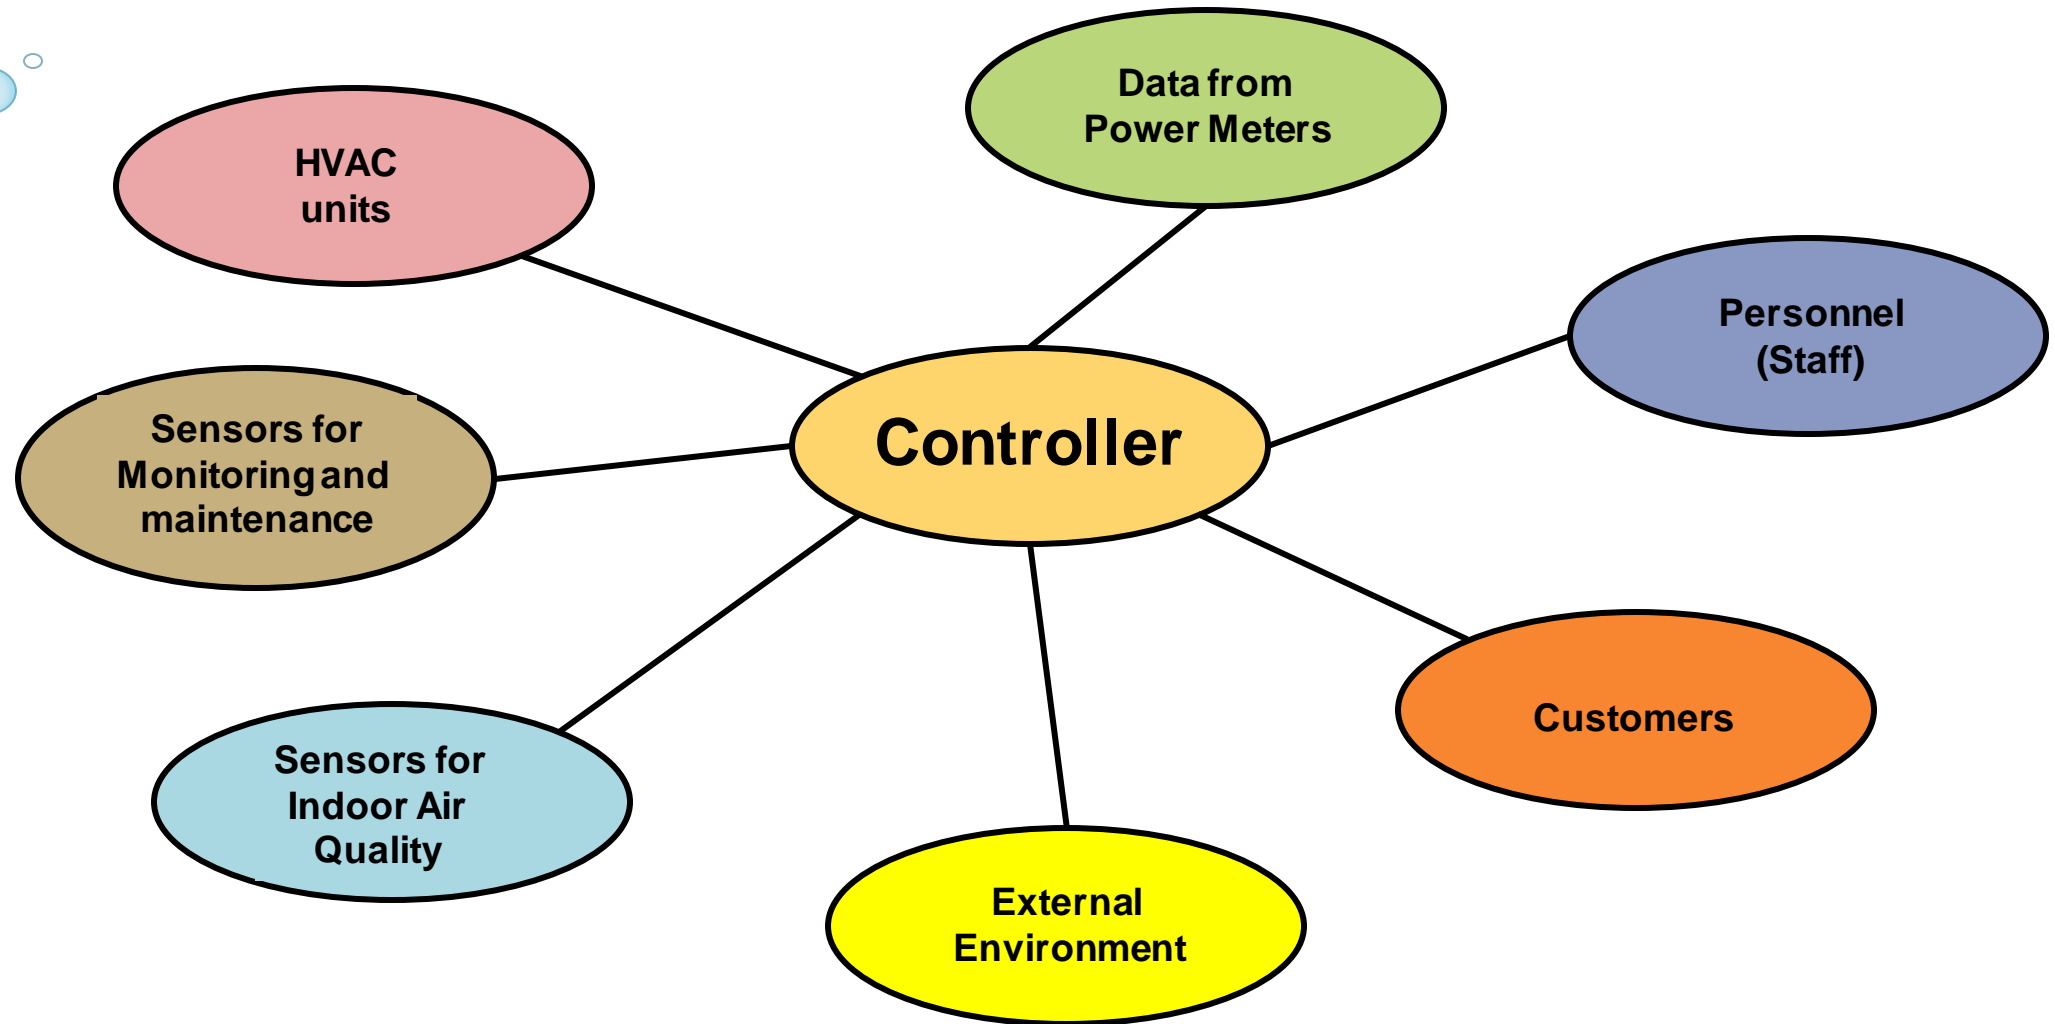 Data from
Power Meters
HVAC
units
Personnel
(Staff)
Controller
Sensors for
Monitoring and
maintenance
Customers
Sensors for
Indoor Air
Quality
External
Environment